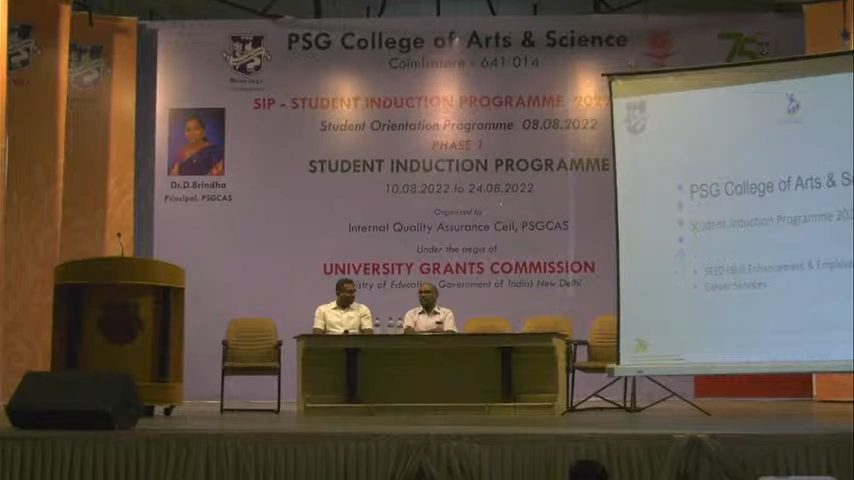 PSG College of Arts & Science
Coimbatore - 641 014
SIP - STUDENT INDUCTION PROGRAMME
Student Orientation Programme 08.08.2022
PHASE 1
STUDENT INDUCTION PROGRAMME
10.08.2022 to 24.08.2022
Organized by
Internal Quality Assurance Cell, PSGCAS
Under the aegis of
UNIVERSITY GRANTS COMMISSION
of Education, Government of India) New Delhi
Dr.D.Brindha
Principal, PSGCAS
75
PSG College of Arts &
Student Induction Programme
SEED (Skill Enhancement &
Career Services